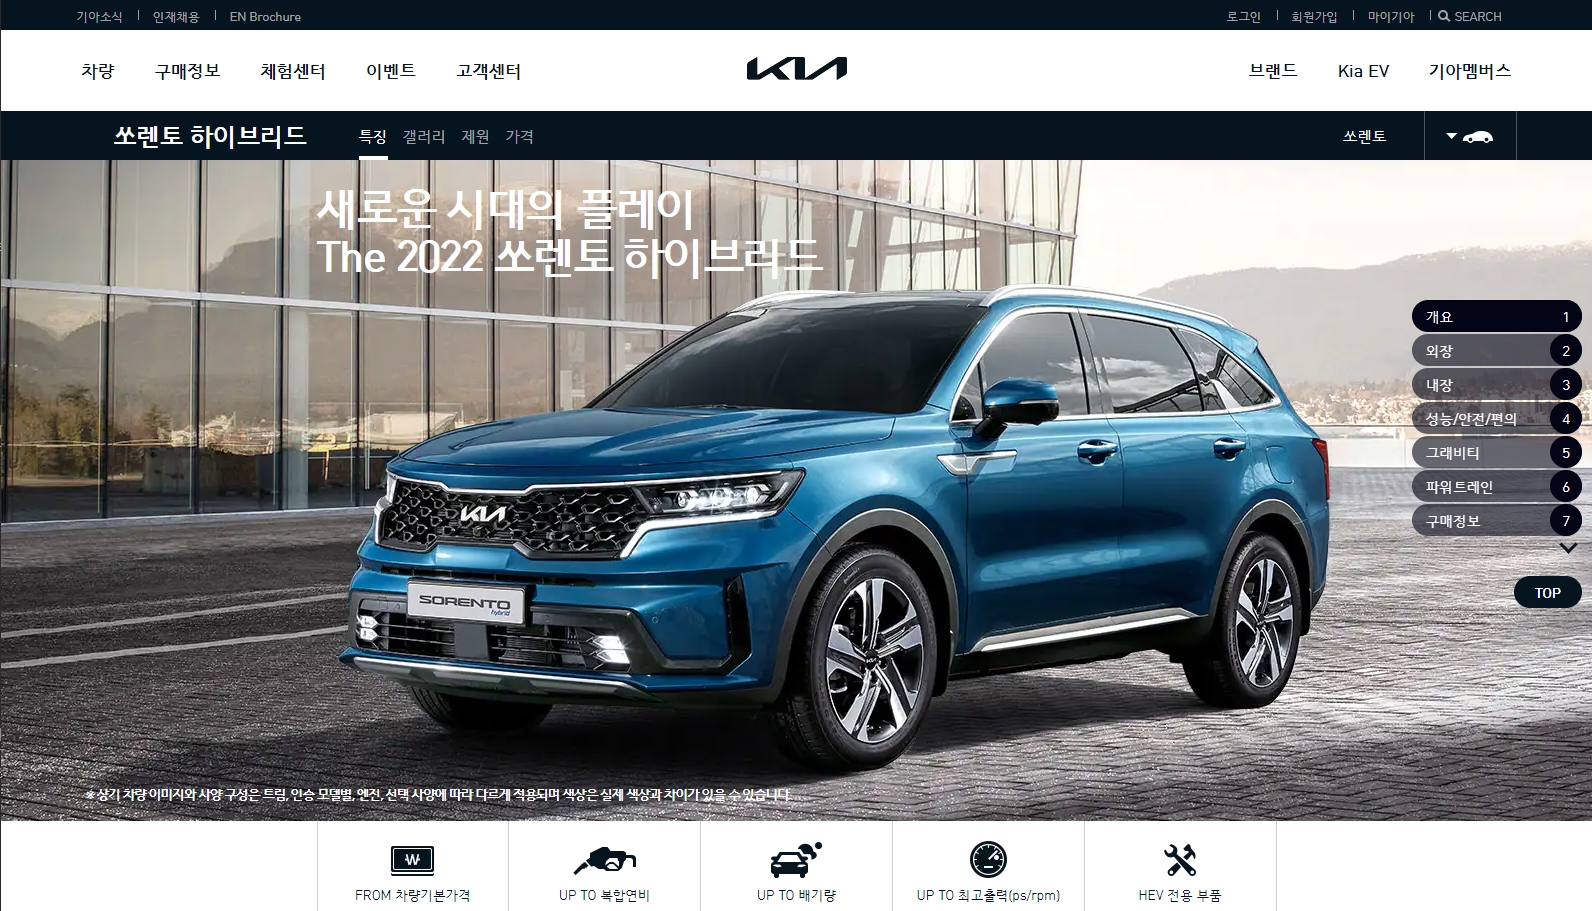 기아소식 인재채용 EN Brochure 로그인 회원가입 마이기아 SEARCH
차량 구매정보 체험센터 이벤트 고객센터 KIA 브랜드 Kia EV 기아멤버스
쏘렌토 하이브리드 특징 갤러리 제원 가격 쏘렌토
새로운 시대의 플레이
The 2022 쏘렌토 하이브리드
개요 1
외장 2
내장 3
성능/안전/편의 4
그래비티 5
파워트레인 6
구매정보 7
TOP
KIA
SORENTO
hybrid
※ 상기 차량 이미지와 사양 구성은 트림, 인승 모델별, 엔진, 선택 사양에 따라 다르게 적용되며 색상은 실제 색상과 차이가 있을 수 있습니다.
₩
FROM 차량기본가격 UP TO 복합연비 UP TO 배기량 UP TO 최고출력(ps/rpm) HEV 전용 부품